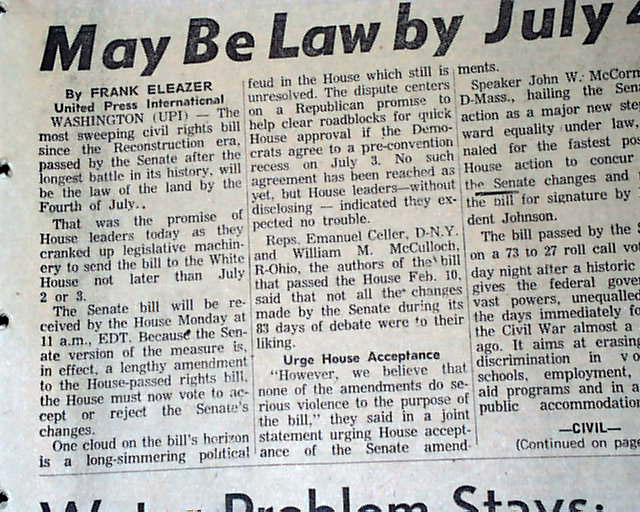 May Be Law by July 4
By FRANK ELEAZER
United Press International
WASHINGTON (UPI) — The
most sweeping civil rights bill
since the Reconstruction era,
passed by the Senate after the
longest battle in its history, will
be the law of the land by the
Fourth of July..
That was the promise of
House leaders today as they
cranked up legislative machin-
ery to send the bill to the White
House not later than July
2 or 3.
The Senate bill will be re-
ceived by the House Monday at
11 a.m., EDT. Because the Sen-
ate version of the measure is,
in effect, a lengthy amendment
to the House-passed rights bill,
the House must now vote to ac-
cept or reject the Senate's
changes.
One cloud on the bill's horizon
is a long-simmering political
feud in the House which still is
unresolved. The dispute centers
on a Republican promise to
help clear roadblocks for quick
House approval if the Demo-
crats agree to a pre-convention
recess on July 3. No such
agreement has been reached as
yet, but House leaders—without
disclosing — indicated they ex-
pected no trouble.
Reps. Emanuel Celler, D-N.Y.
and William M. McCulloch,
R-Ohio, the authors of the bill
that passed the House Feb. 10,
said that not all the changes
made by the Senate during its
83 days of debate were to their
liking.
Urge House Acceptance
"However, we believe that
none of the amendments do se-
rious violence to the purpose of
the bill," they said in a joint
statement urging House accept-
ance of the Senate amend-
ments.
Speaker John W. McCorm
D-Mass., hailing the Sena
action as a major new step
ward equality under law,
naled for the fastest pos
House action to concur
the Senate changes and
the bill for signature by
dent Johnson.
The bill passed by the S
on a 73 to 27 roll call vot
day night after a historic
gives the federal gover
vast powers, unequalled
the days immediately fo
the Civil War almost a
ago. It aims at erasing
discrimination in vo
schools, employment,
aid programs and in a
public accommodation
—CIVIL—
(Continued on page
Problem Stays: